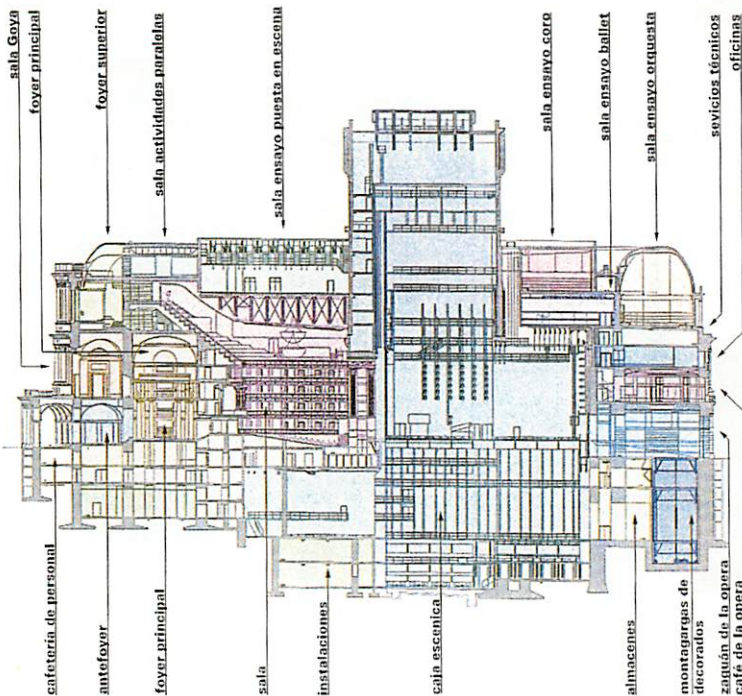 sala Goya
foyer principal
foyer superior
sala actividades paralelas
sala ensayo puesta en escena
sala ensayo coro
sala ensayo ballet
sala ensayo orquesta
sevicios técnicos
oficinas
cafetería de personal
antefoyer
foyer principal
sala
instalaciones
caja escenica
almacenes
montagargas de
decorados
zaguán de la opera
café de la opera